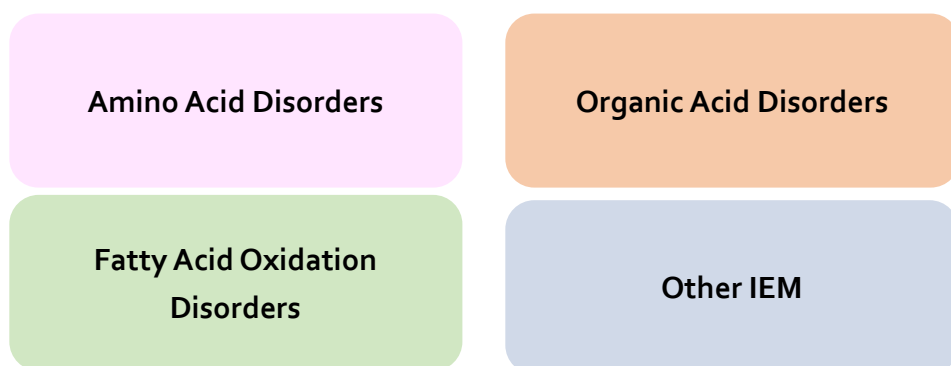 Amino Acid Disorders
Organic Acid Disorders
Fatty Acid Oxidation
Disorders
Other IEM